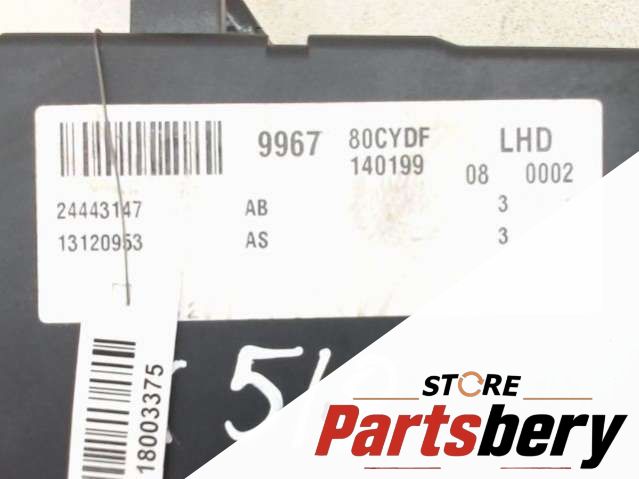 9967 80CYDF LHD
140199 08 0002
24443147 AB 3
13120953 AS 3
18003375
STORE
Partsbery